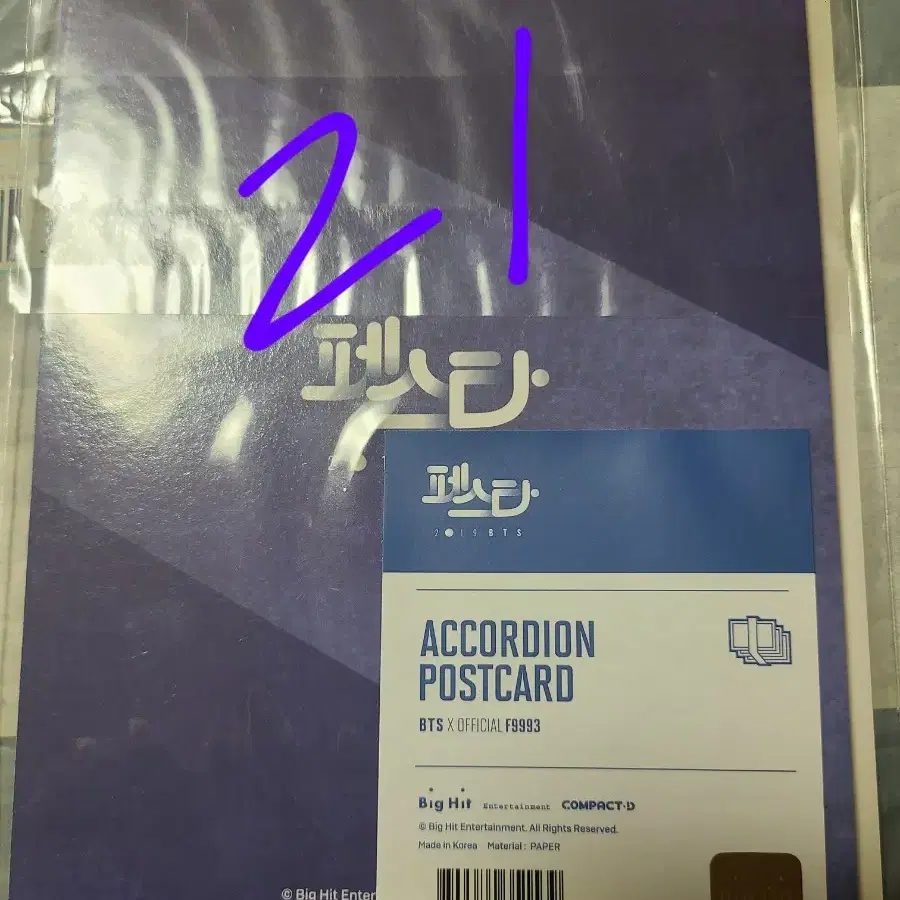 21
페스타
페스타
2019 BTS
ACCORDION
POSTCARD
BTS X OFFICIAL F9993
Big Hit Entertainment COMPACT·D
© Big Hit Entertainment. All Rights Reserved.
Made in Korea Material : PAPER
© Big Hit Enter